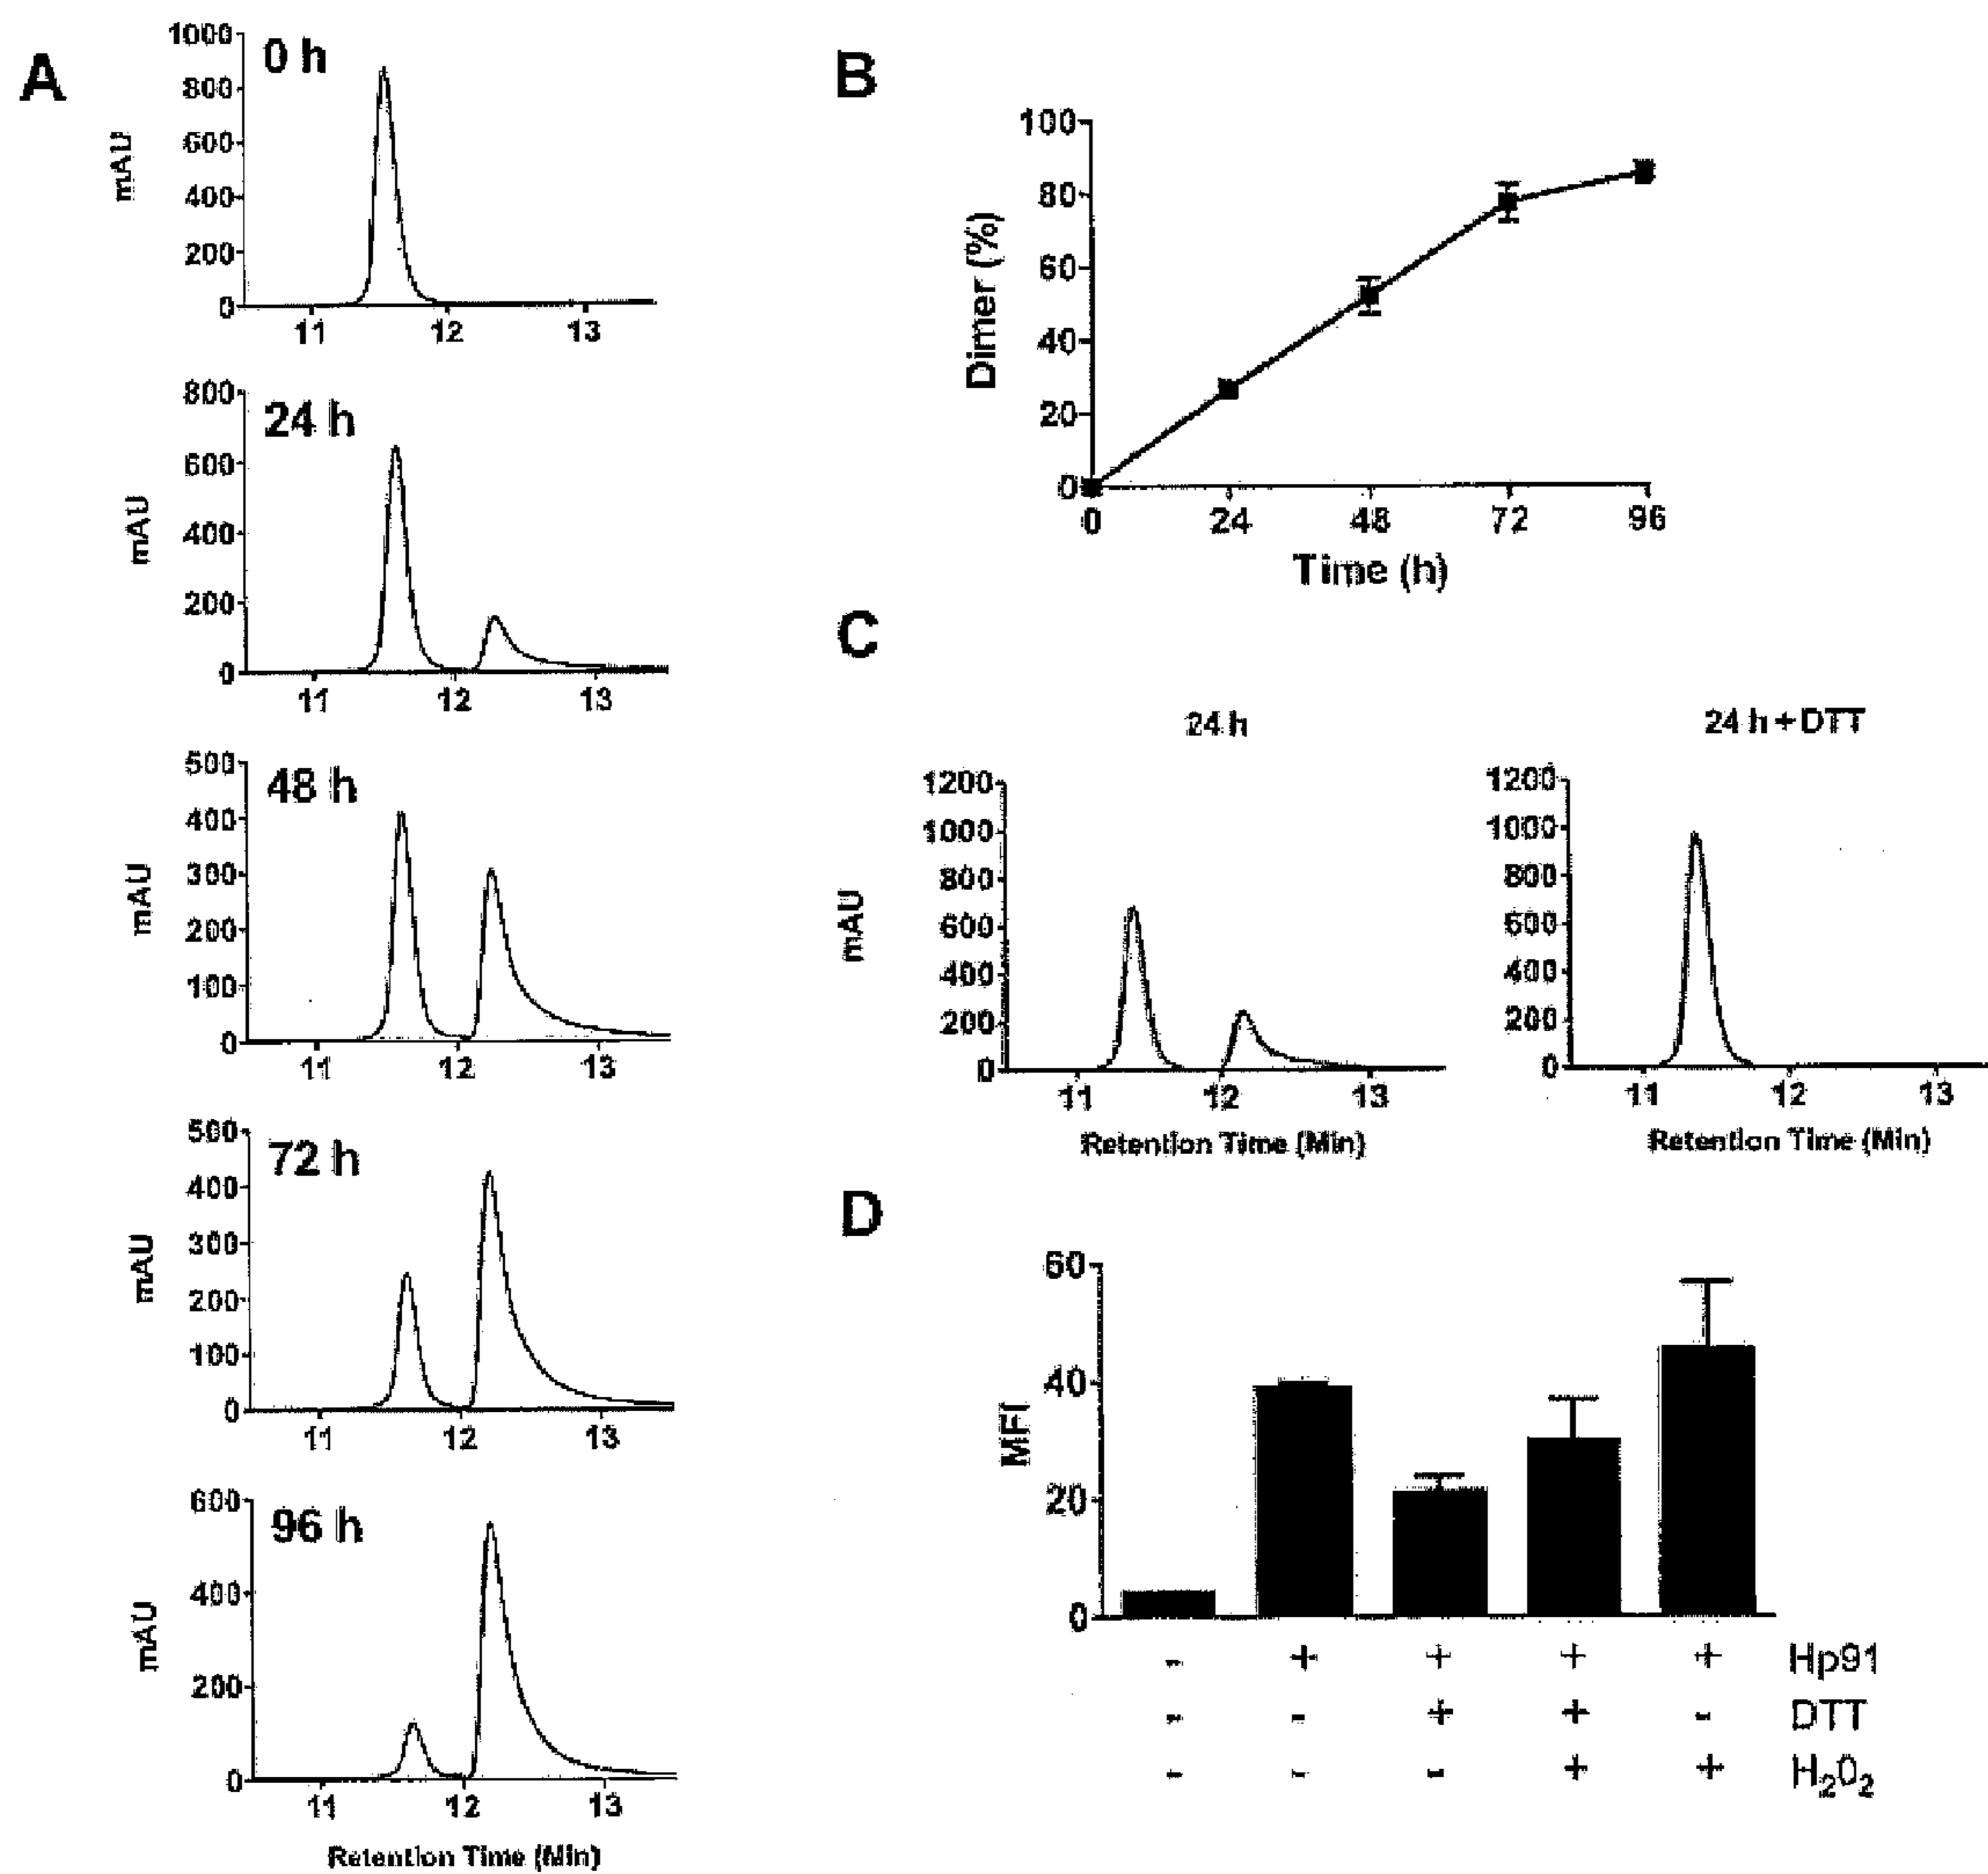 A
0 h
1000
800
600
400
200
0
mAU
11 12 13
24 h
800
600
400
200
0
mAU
11 12 13
48 h
500
400
300
200
100
0
mAU
11 12 13
72 h
500
400
300
200
100
0
mAU
11 12 13
96 h
600
400
200
0
mAU
11 12 13
Retention Time (Min)
B
100
80
60
40
20
0
Dimer (%)
0 24 48 72 96
Time (h)
C
24 h
1200
1000
800
600
400
200
0
mAU
11 12 13
Retention Time (Min)
24 h + DTT
1200
1000
800
600
400
200
0
11 12 13
Retention Time (Min)
D
60
40
20
0
MFI
- + + + + Hp91
- - + + - DTT
- - - + + H₂0₂